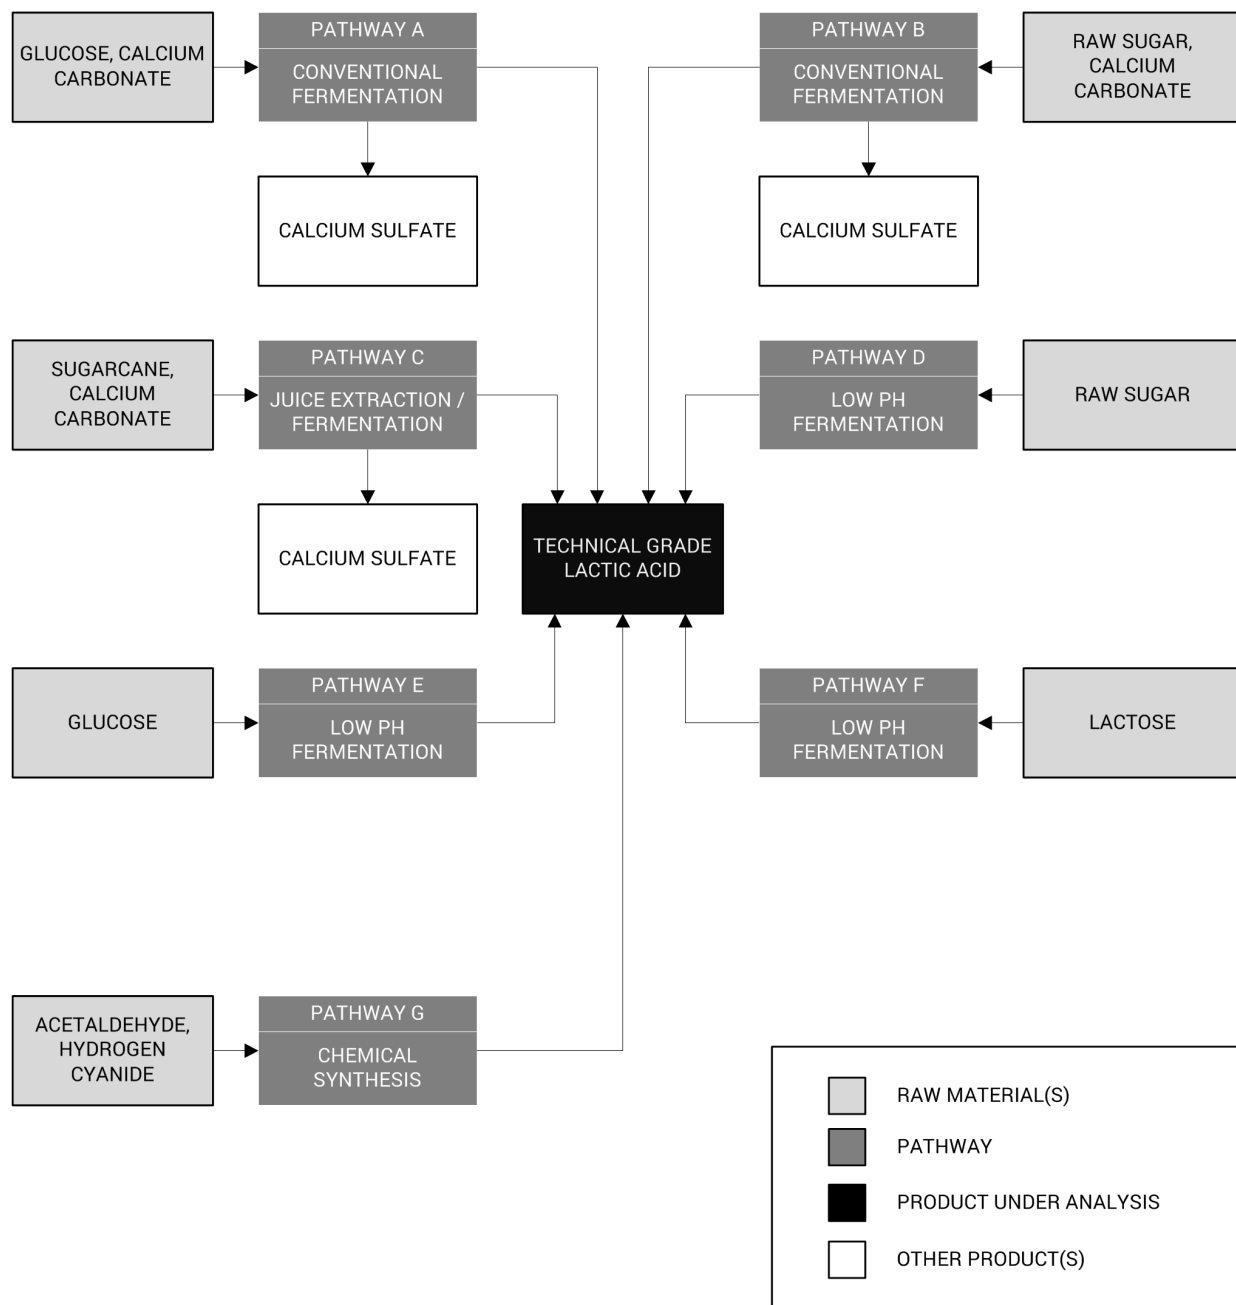 GLUCOSE, CALCIUM
CARBONATE
PATHWAY A
CONVENTIONAL
FERMENTATION
PATHWAY B
CONVENTIONAL
FERMENTATION
RAW SUGAR,
CALCIUM
CARBONATE
CALCIUM SULFATE
CALCIUM SULFATE
SUGARCANE,
CALCIUM
CARBONATE
PATHWAY C
JUICE EXTRACTION /
FERMENTATION
PATHWAY D
LOW PH
FERMENTATION
RAW SUGAR
CALCIUM SULFATE
TECHNICAL GRADE
LACTIC ACID
GLUCOSE
PATHWAY E
LOW PH
FERMENTATION
PATHWAY F
LOW PH
FERMENTATION
LACTOSE
ACETALDEHYDE,
HYDROGEN
CYANIDE
PATHWAY G
CHEMICAL
SYNTHESIS
RAW MATERIAL(S)
PATHWAY
PRODUCT UNDER ANALYSIS
OTHER PRODUCT(S)